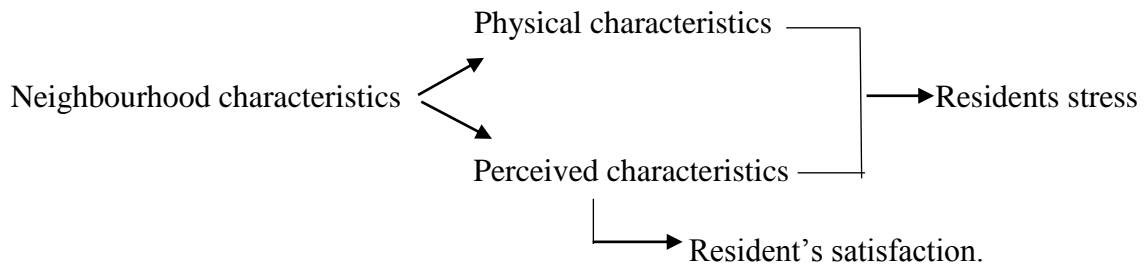 Physical characteristics
Neighbourhood characteristics
Residents stress
Perceived characteristics
Resident’s satisfaction.